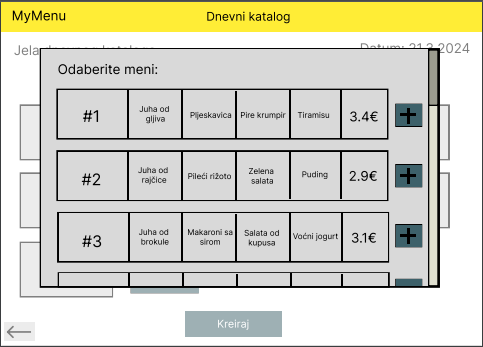 MyMenu
Dnevni katalog
Jela dnevnog kataloga
Datum: 21.3.2024
Odaberite meni:
#1
Juha od
gljiva
Pljeskavica
Pire krumpir
Tiramisu
3.4€
#2
Juha od
rajčice
Pileći rižoto
Zelena
salata
Puding
2.9€
#3
Juha od
brokule
Makaroni sa
sirom
Salata od
kupusa
Voćni jogurt
3.1€
Kreiraj